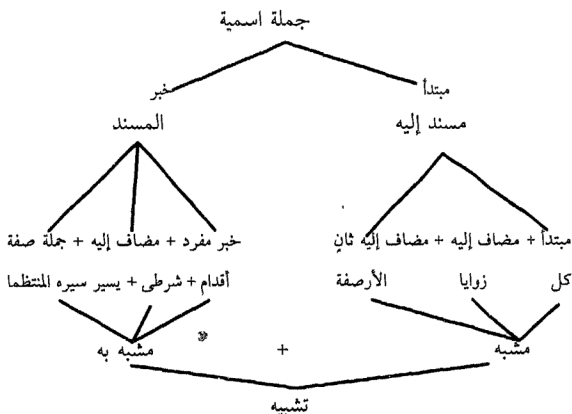 جملة اسمية
مبتدأ خبر
مسند إليه المسند
مبتدأ + مضاف إليه + مضاف إليه ثانٍ خبر مفرد + مضاف إليه + جملة صفة
كل زوايا الأرصفة أقدام + شرطى + يسير سيره المنتظما
مشبه + مشبه به
تشبيه